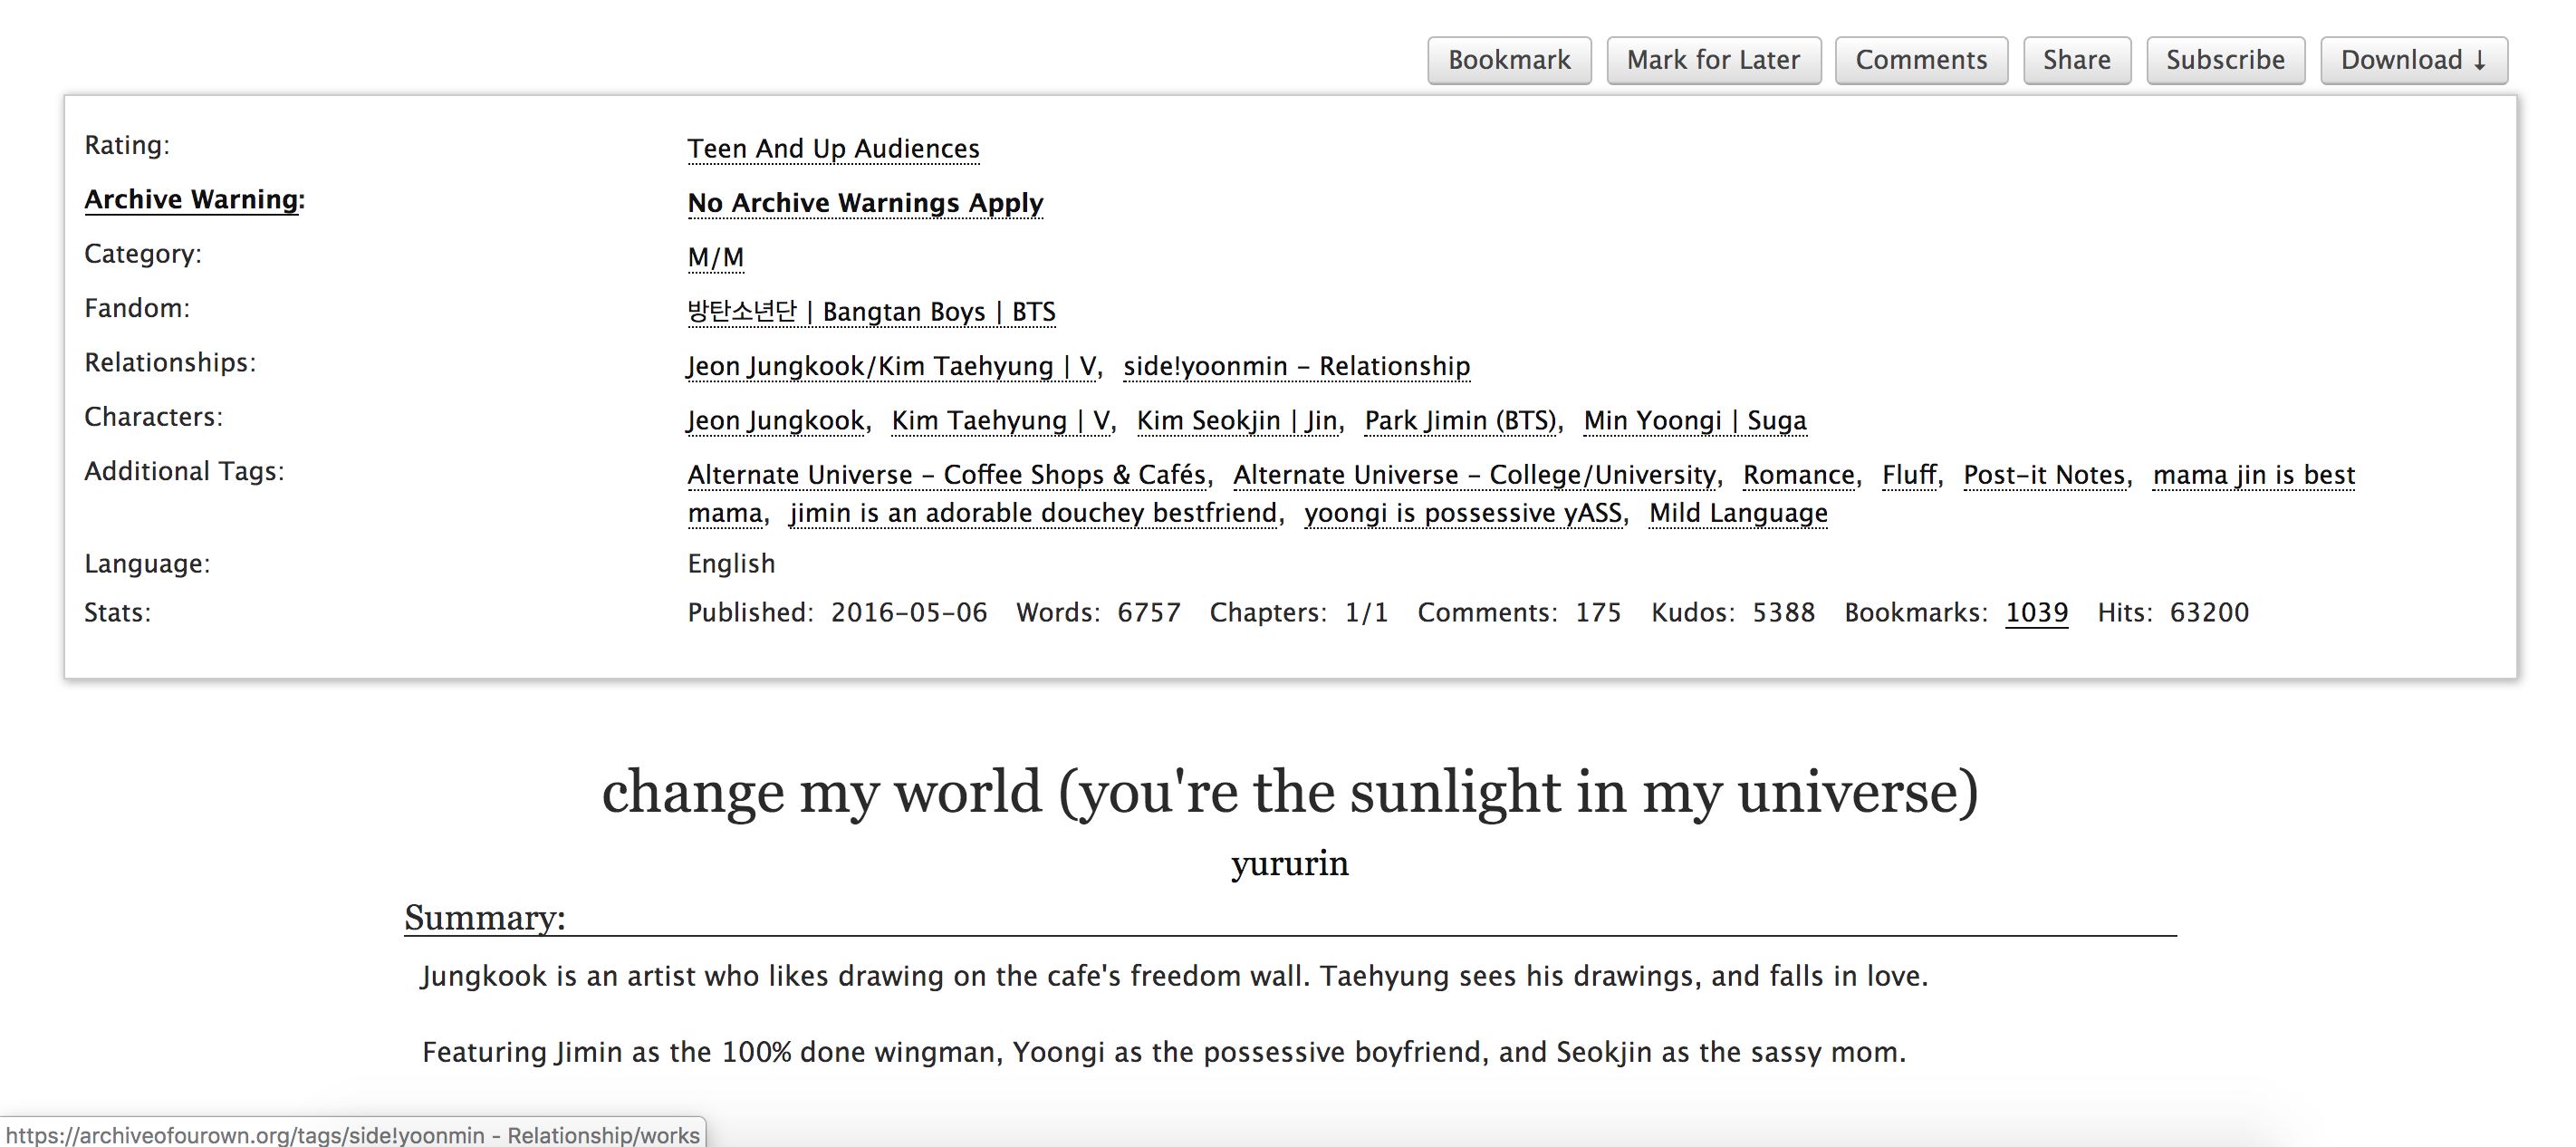 Bookmark Mark for Later Comments Share Subscribe Download ↓
Rating: Teen And Up Audiences
Archive Warning: No Archive Warnings Apply
Category: M/M
Fandom: 방탄소년단 | Bangtan Boys | BTS
Relationships: Jeon Jungkook/Kim Taehyung | V, side!yoonmin - Relationship
Characters: Jeon Jungkook, Kim Taehyung | V, Kim Seokjin | Jin, Park Jimin (BTS), Min Yoongi | Suga
Additional Tags: Alternate Universe - Coffee Shops & Cafés, Alternate Universe - College/University, Romance, Fluff, Post-it Notes, mama jin is best
mama, jimin is an adorable douchey bestfriend, yoongi is possessive yASS, Mild Language
Language: English
Stats: Published: 2016-05-06 Words: 6757 Chapters: 1/1 Comments: 175 Kudos: 5388 Bookmarks: 1039 Hits: 63200
change my world (you're the sunlight in my universe)
yururin
Summary:
Jungkook is an artist who likes drawing on the cafe's freedom wall. Taehyung sees his drawings, and falls in love.
Featuring Jimin as the 100% done wingman, Yoongi as the possessive boyfriend, and Seokjin as the sassy mom.
https://archiveofourown.org/tags/side!yoonmin - Relationship/works